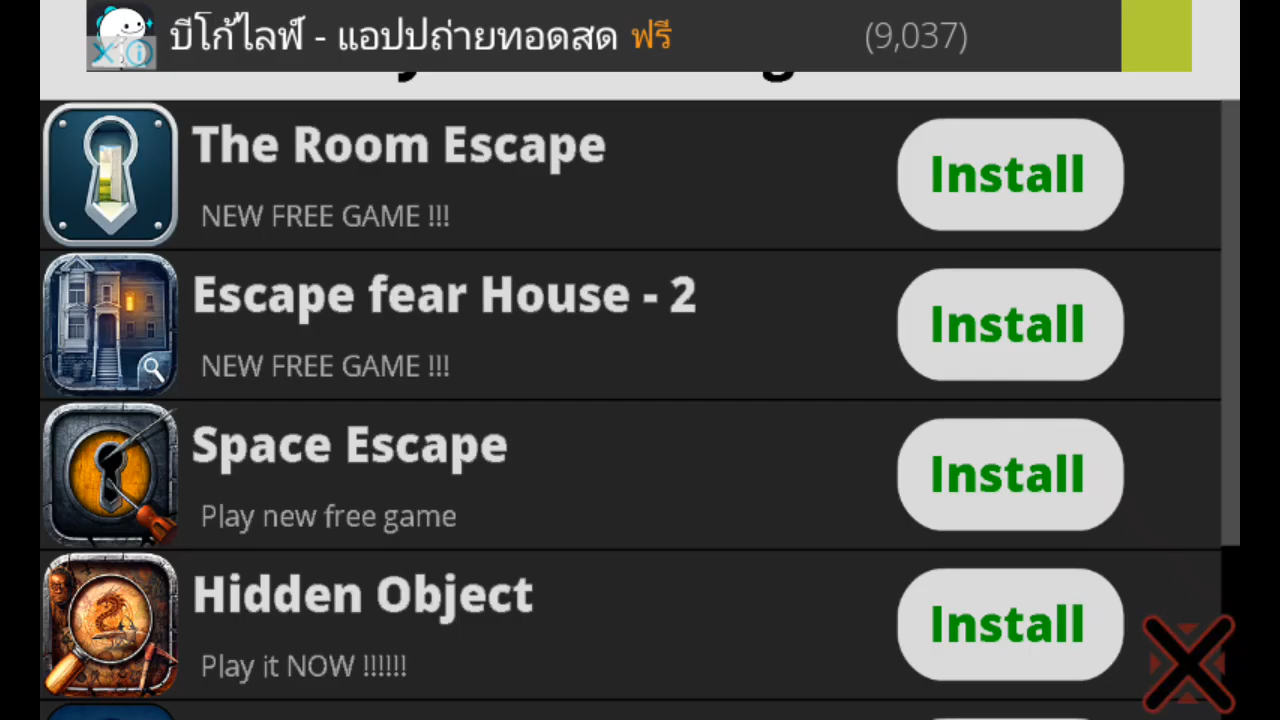 บีโก้ไลฟ์ - แอปปถ่ายทอดสด ฟรี (9,037)
The Room Escape
Install
NEW FREE GAME !!!
Escape fear House - 2
Install
NEW FREE GAME !!!
Space Escape
Install
Play new free game
Hidden Object
Install
Play it NOW !!!!!!